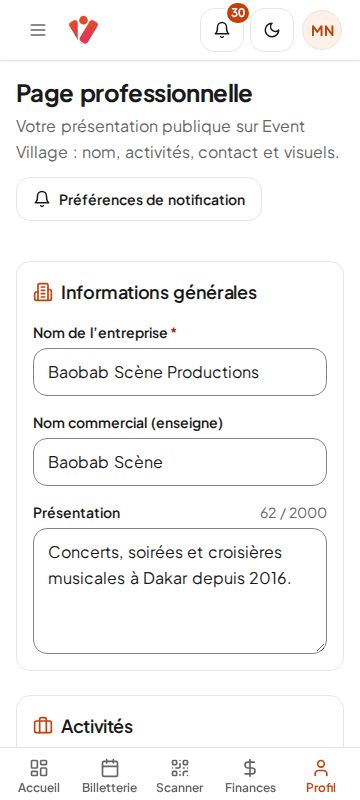 30
MN
Page professionnelle
Votre présentation publique sur Event
Village : nom, activités, contact et visuels.
Préférences de notification
Informations générales
Nom de l'entreprise *
Baobab Scène Productions
Nom commercial (enseigne)
Baobab Scène
Présentation 62 / 2000
Concerts, soirées et croisières
musicales à Dakar depuis 2016.
Activités
Accueil Billetterie Scanner Finances Profil